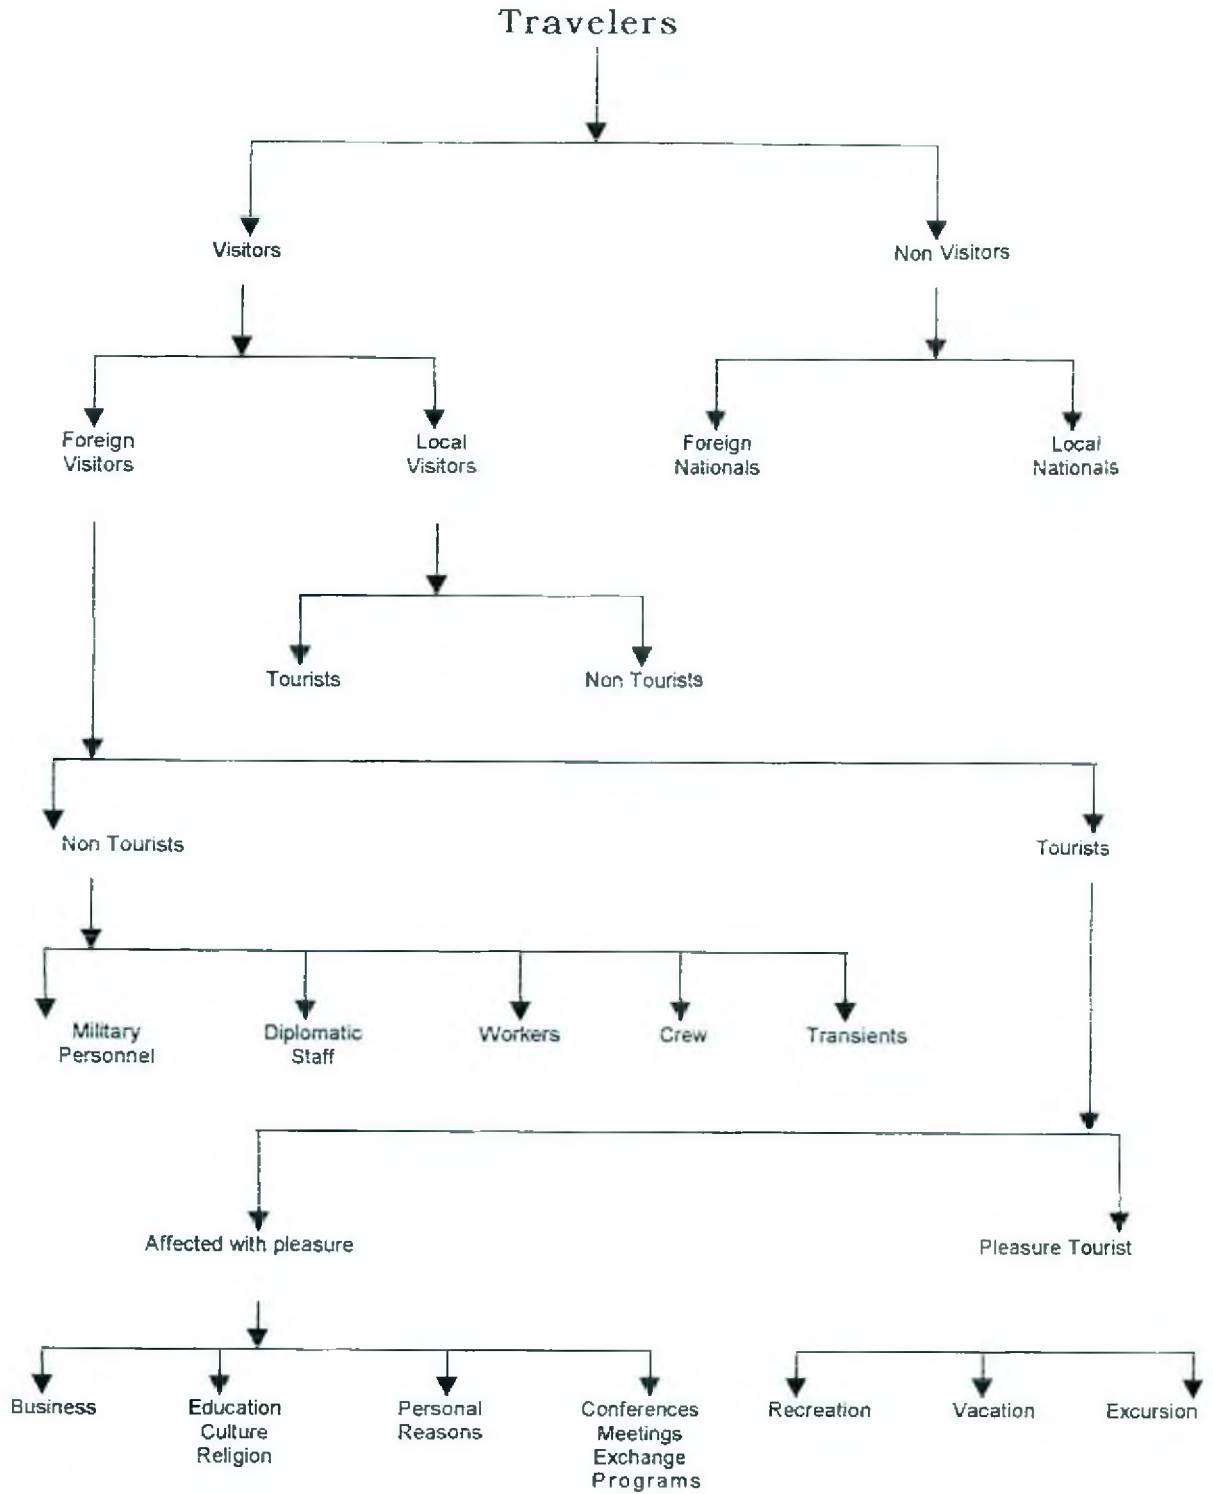 Travelers
Visitors
Non Visitors
Foreign
Visitors
Local
Visitors
Foreign
Nationals
Local
Nationals
Tourists
Non Tourists
Non Tourists
Tourists
Military
Personnel
Diplomatic
Staff
Workers
Crew
Transients
Affected with pleasure
Pleasure Tourist
Business
Education
Culture
Religion
Personal
Reasons
Conferences
Meetings
Exchange
Programs
Recreation
Vacation
Excursion